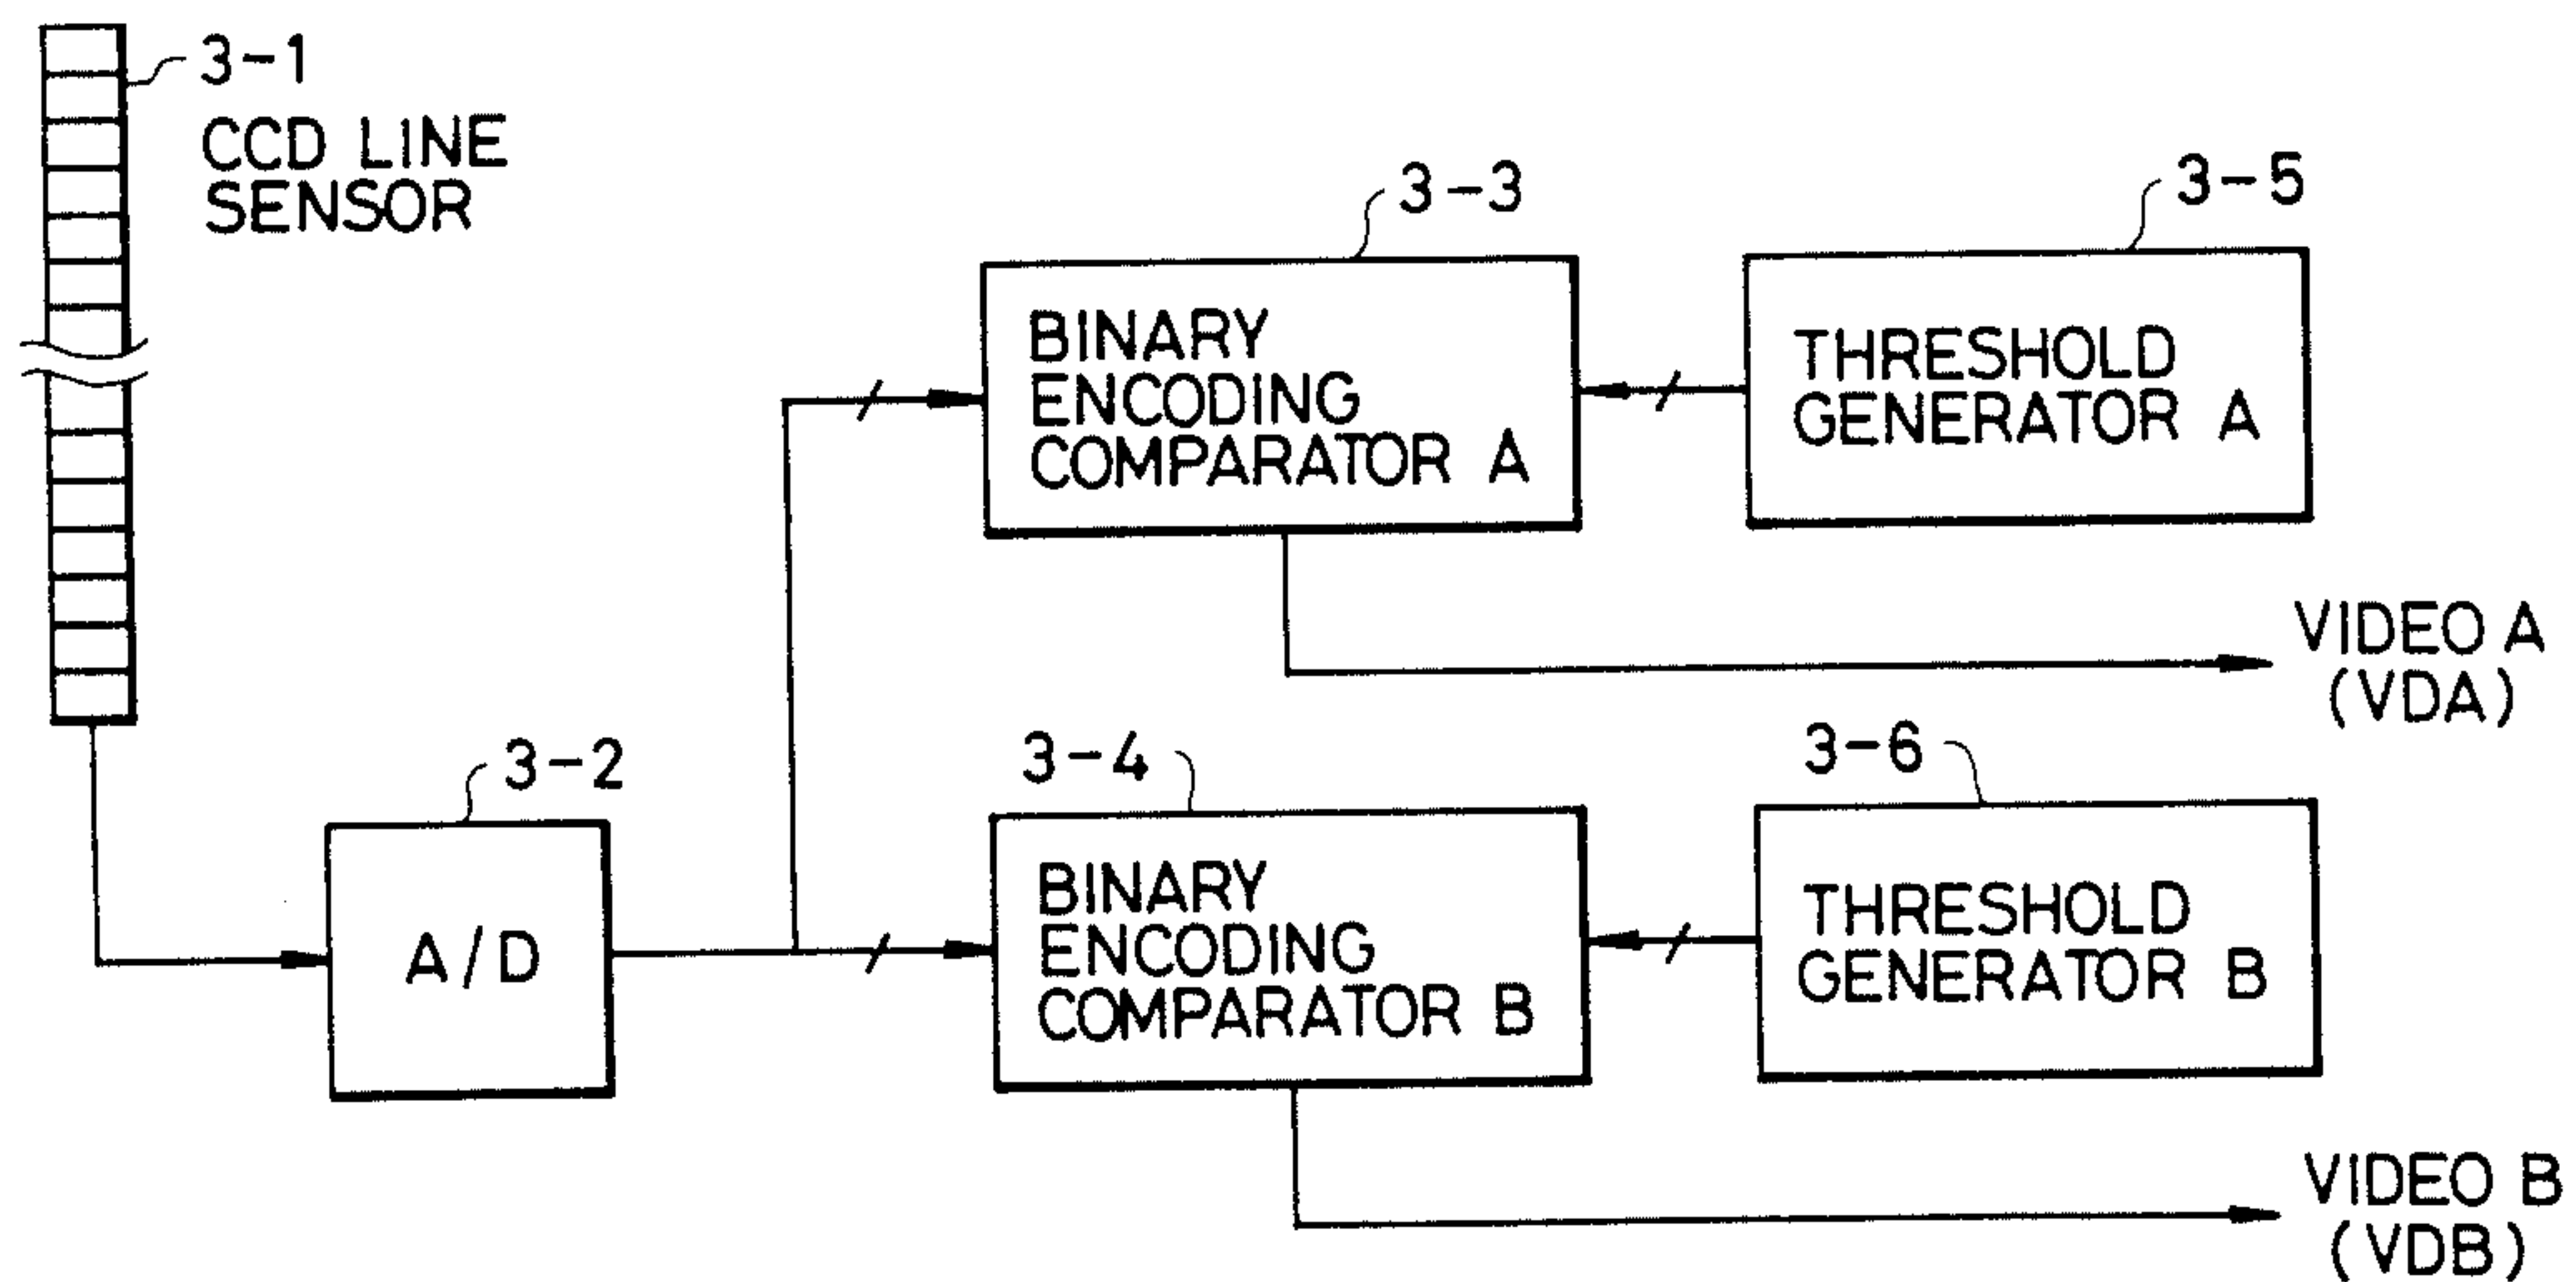 3-1
CCD LINE
SENSOR
3-3
BINARY
ENCODING
COMPARATOR A
3-5
THRESHOLD
GENERATOR A
VIDEO A
(VDA)
3-2
A/D
3-4
BINARY
ENCODING
COMPARATOR B
3-6
THRESHOLD
GENERATOR B
VIDEO B
(VDB)